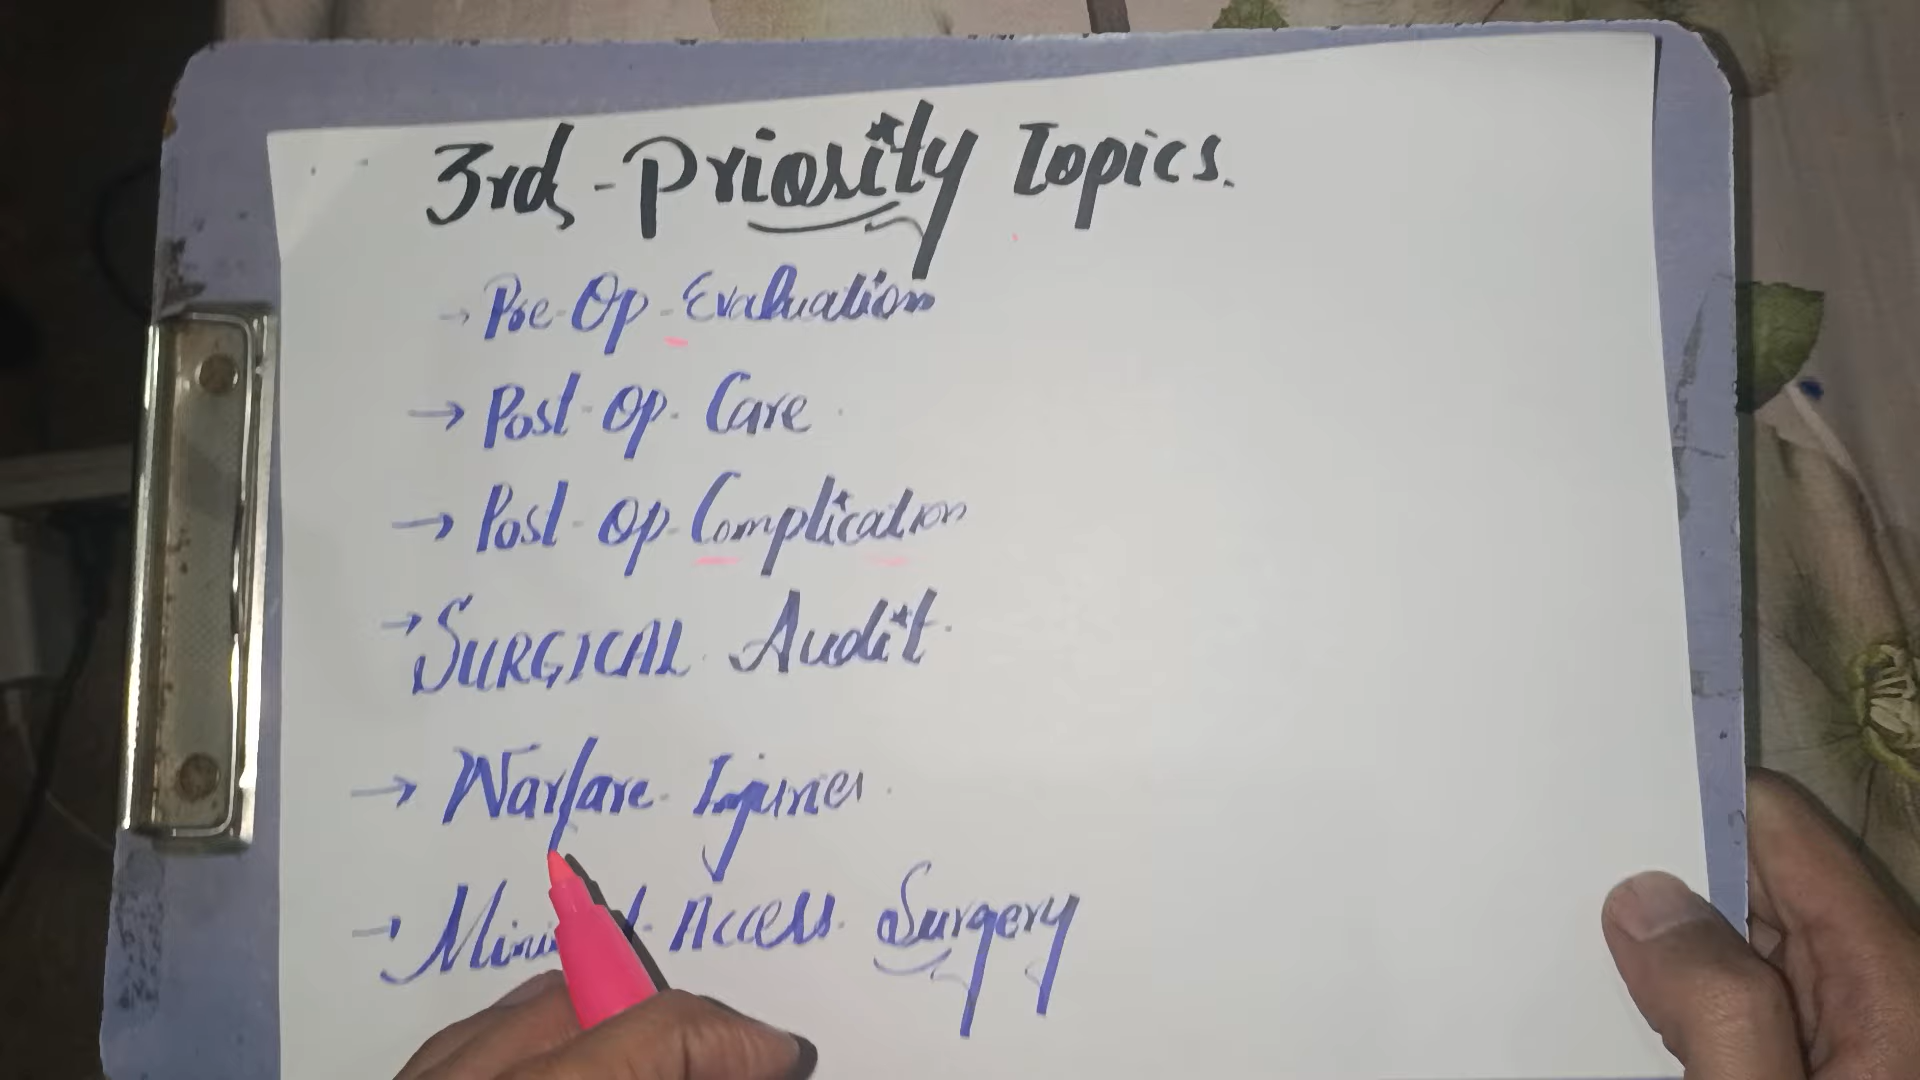 3rd - Priority Topics.
→ Pre-Op-Evaluation
→ Post-Op-Care
→ Post-Op-Complication
→ SURGICAL Audit.
→ Warfare Injuries
→ Access Surgery